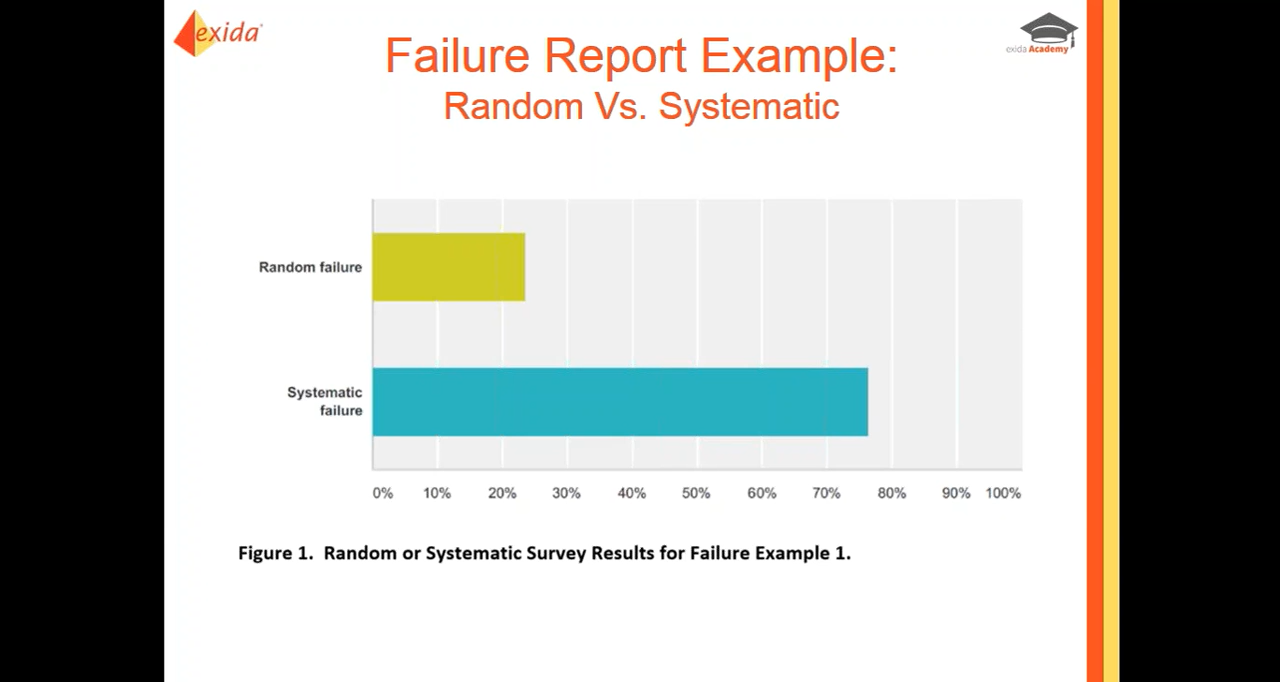 exida
exida Academy
Failure Report Example:
Random Vs. Systematic
Random failure
Systematic
failure
0% 10% 20% 30% 40% 50% 60% 70% 80% 90% 100%
Figure 1. Random or Systematic Survey Results for Failure Example 1.